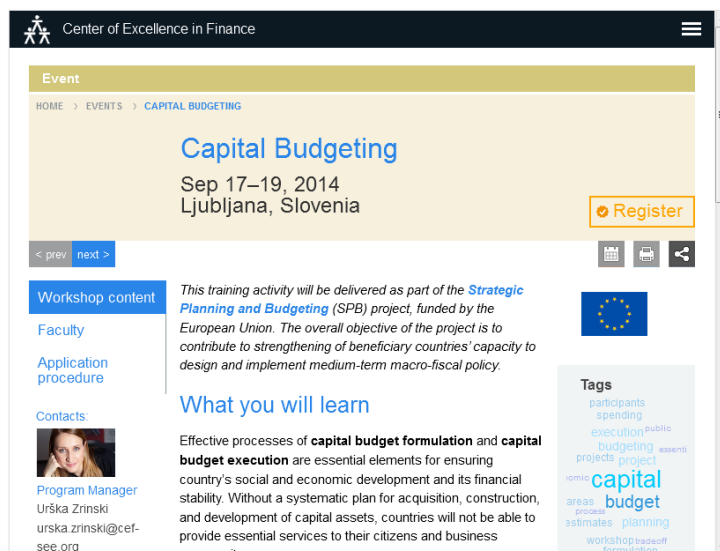 Center of Excellence in Finance
Event
HOME > EVENTS > CAPITAL BUDGETING
Capital Budgeting
Sep 17–19, 2014
Ljubljana, Slovenia
Register
< prev next >
Workshop content
Faculty
Application
procedure
Contacts:
Program Manager
Urška Zrinski
urska.zrinski@cef-
see.org
This training activity will be delivered as part of the Strategic
Planning and Budgeting (SPB) project, funded by the
European Union. The overall objective of the project is to
contribute to strengthening of beneficiary countries' capacity to
design and implement medium-term macro-fiscal policy.
What you will learn
Effective processes of capital budget formulation and capital
budget execution are essential elements for ensuring
country's social and economic development and its financial
stability. Without a systematic plan for acquisition, construction,
and development of capital assets, countries will not be able to
provide essential services to their citizens and business
Tags
participants
spending
execution public
budgeting essenti
projects project
omic capital
areas budget
process
estimates planning
workshop tradeoff
formulation